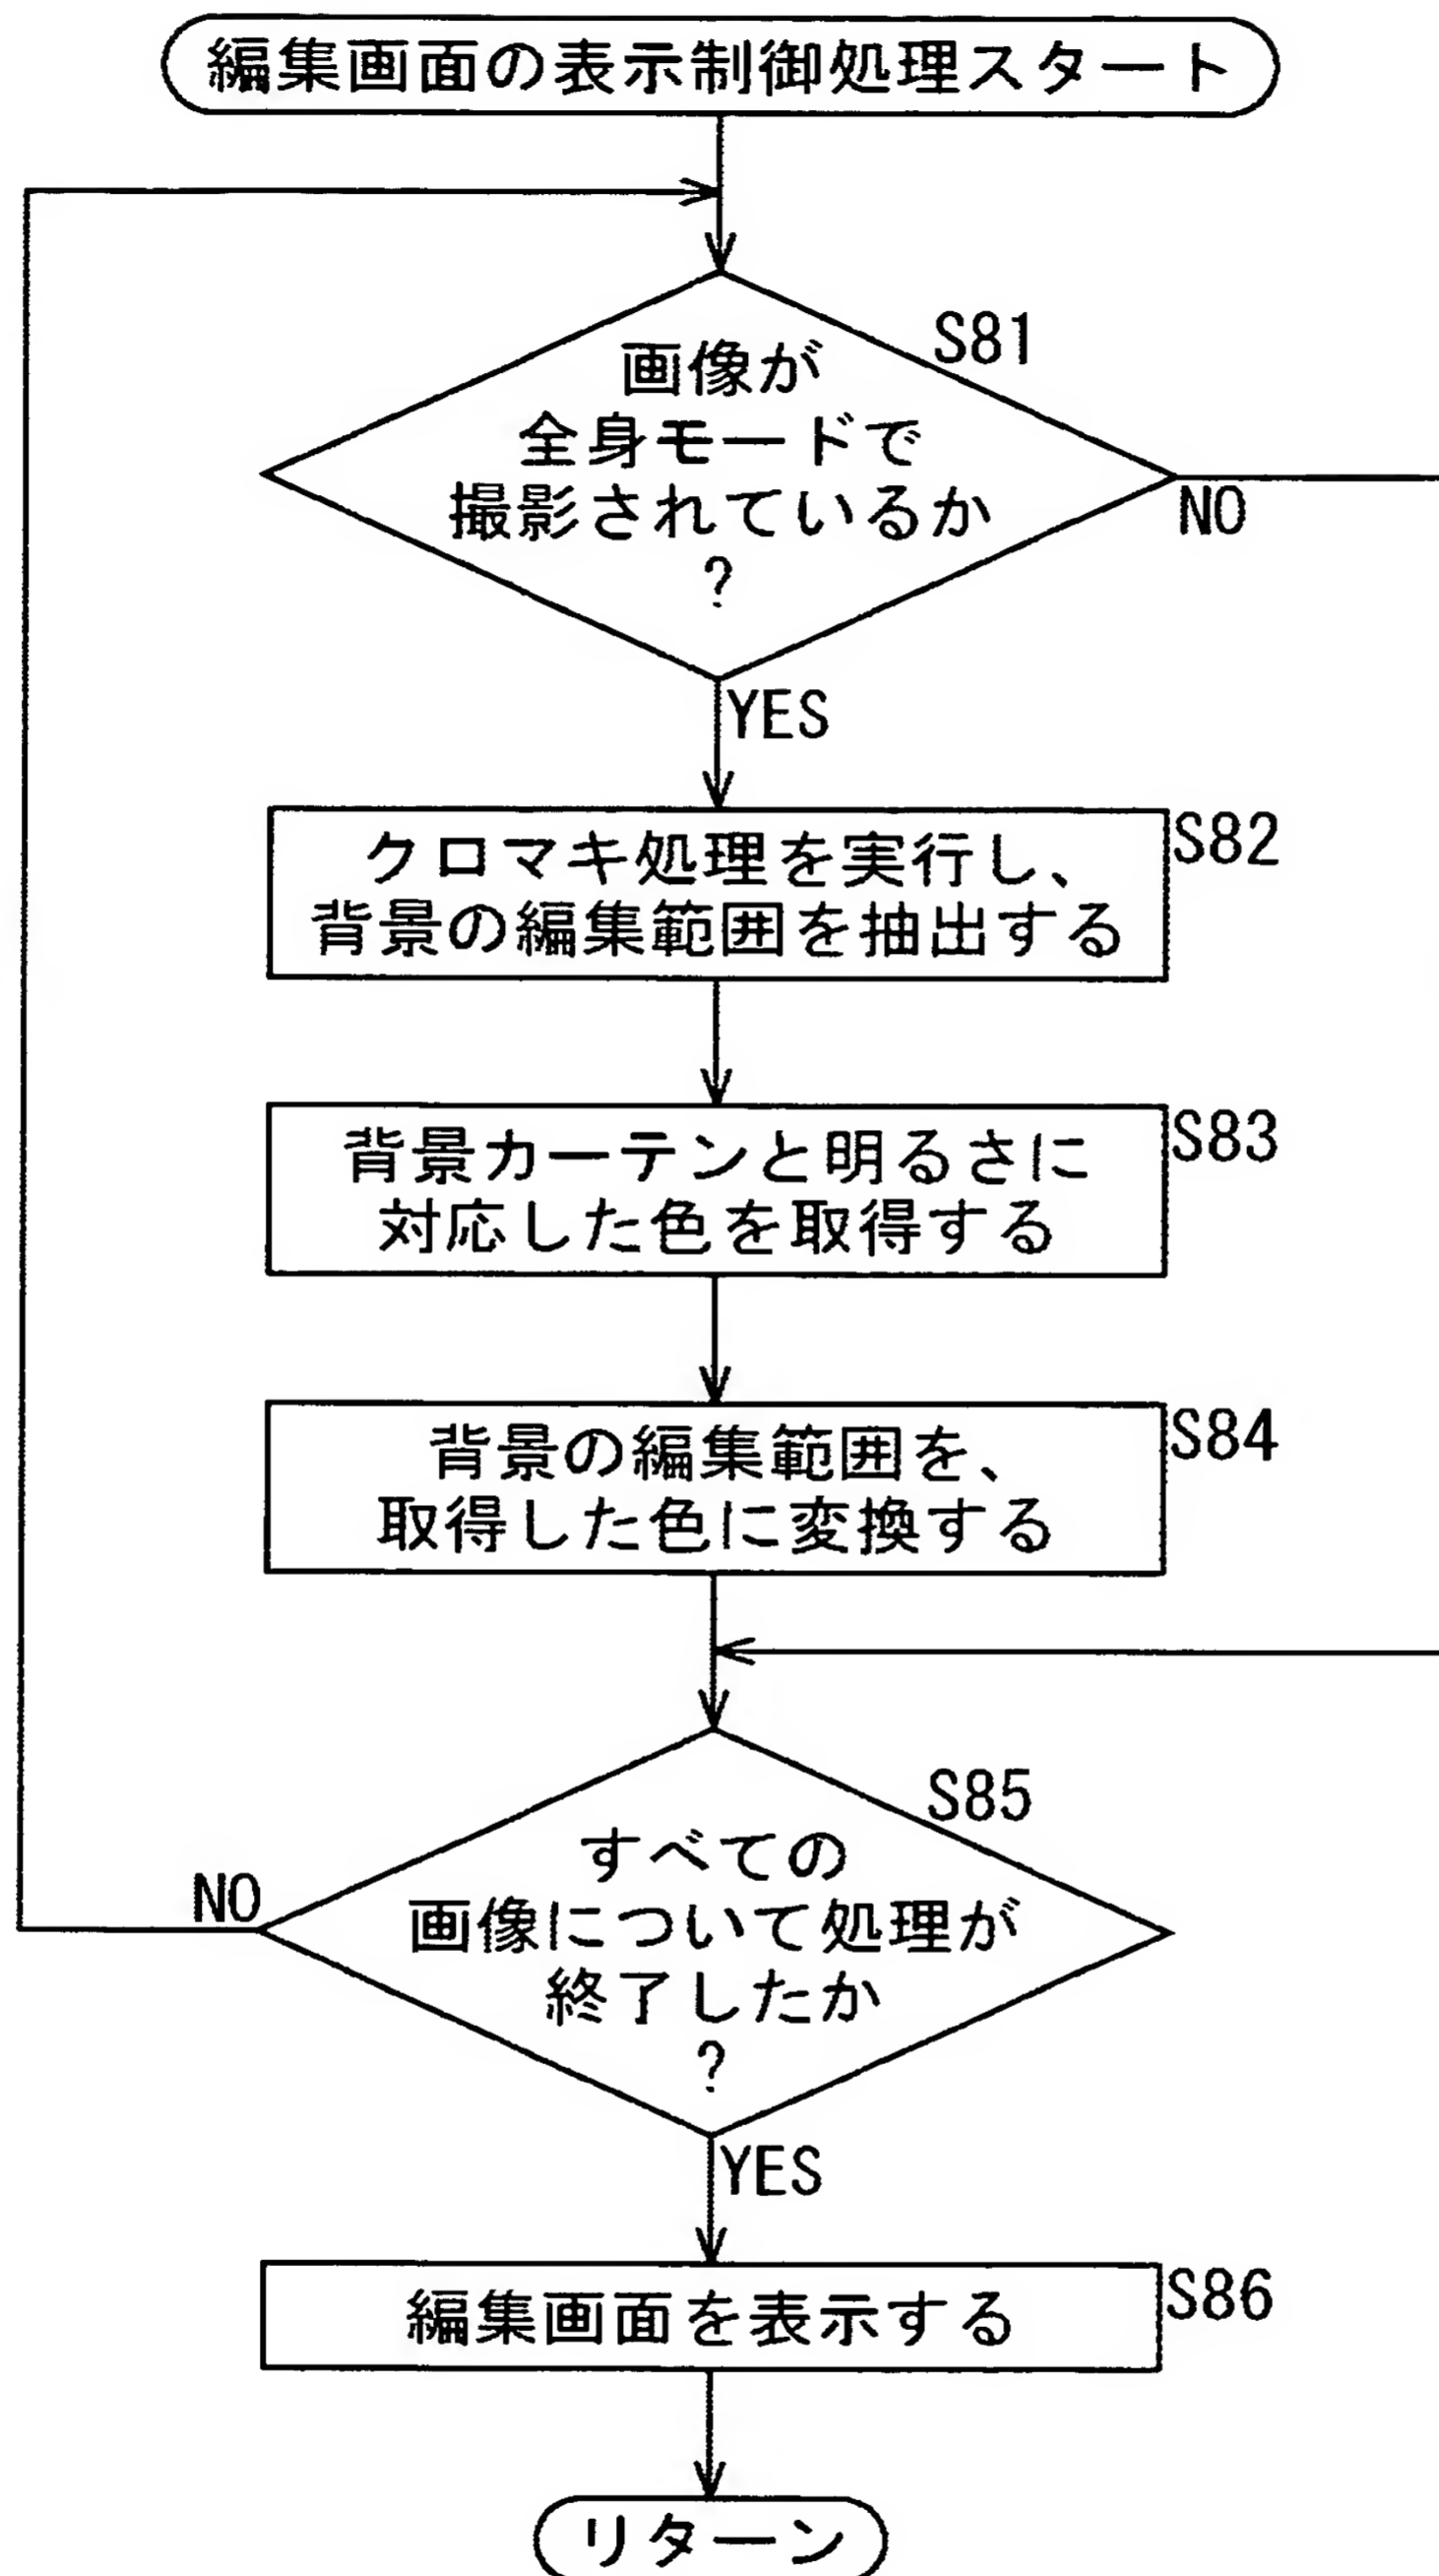 編集画面の表示制御処理スタート
S81
画像が
全身モードで
撮影されているか
?
NO
YES
S82
クロマキ処理を実行し、
背景の編集範囲を抽出する
S83
背景カーテンと明るさに
対応した色を取得する
S84
背景の編集範囲を、
取得した色に変換する
S85
すべての
画像について処理が
終了したか
?
NO
YES
S86
編集画面を表示する
リターン